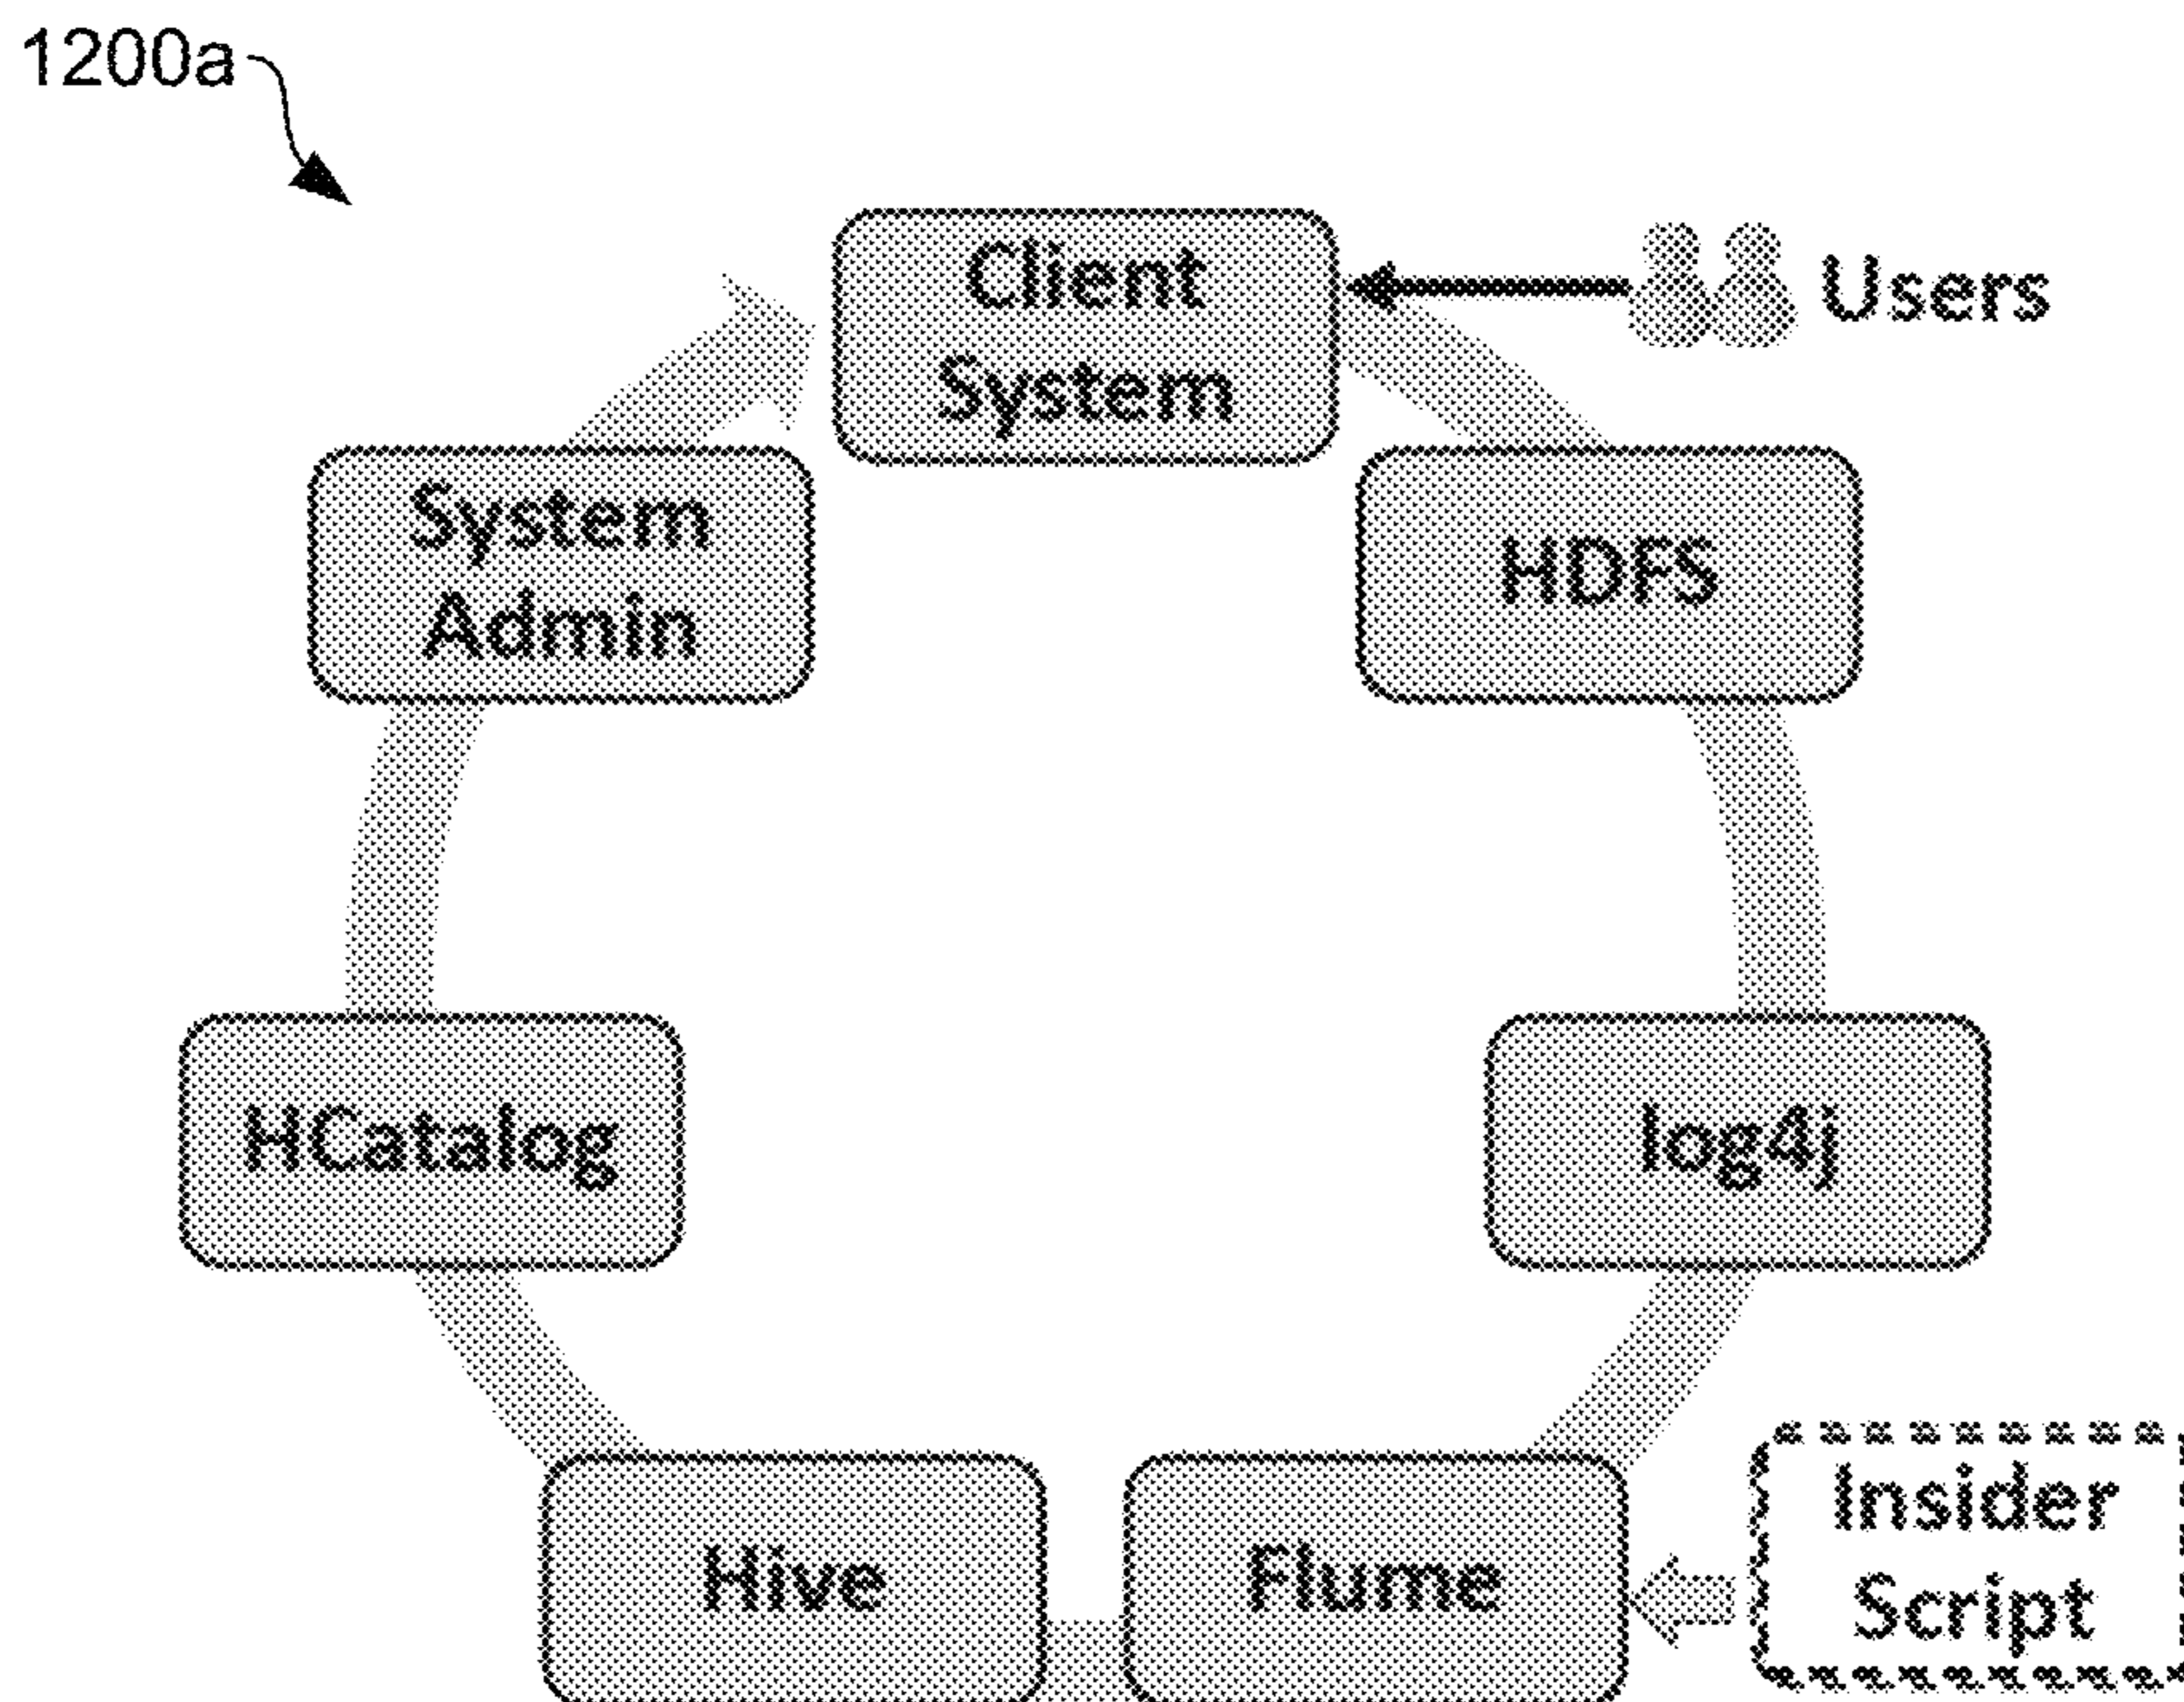 1200a
Client
System
Users
System
Admin
HDFS
HCatalog
log4j
Hive
Flume
Insider
Script